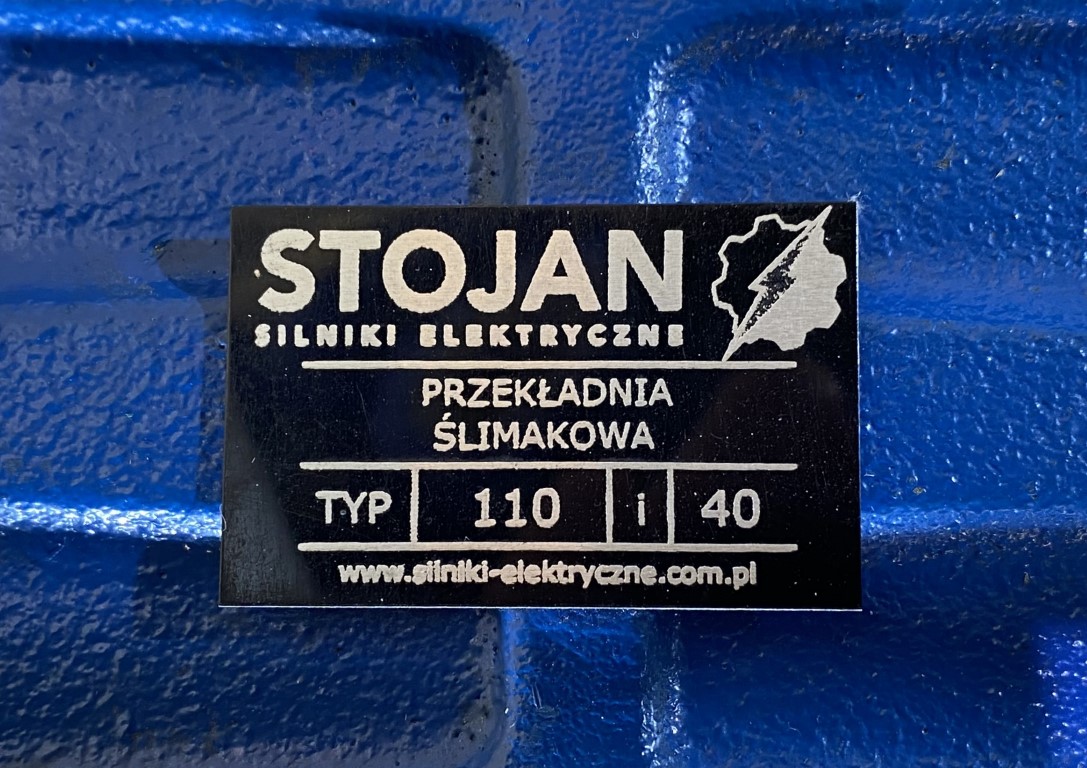 STOJAN
SILNIKI ELEKTRYCZNE
PRZEKŁADNIA
ŚLIMAKOWA
TYP 110 i 40
www.silniki-elektryczne.com.pl